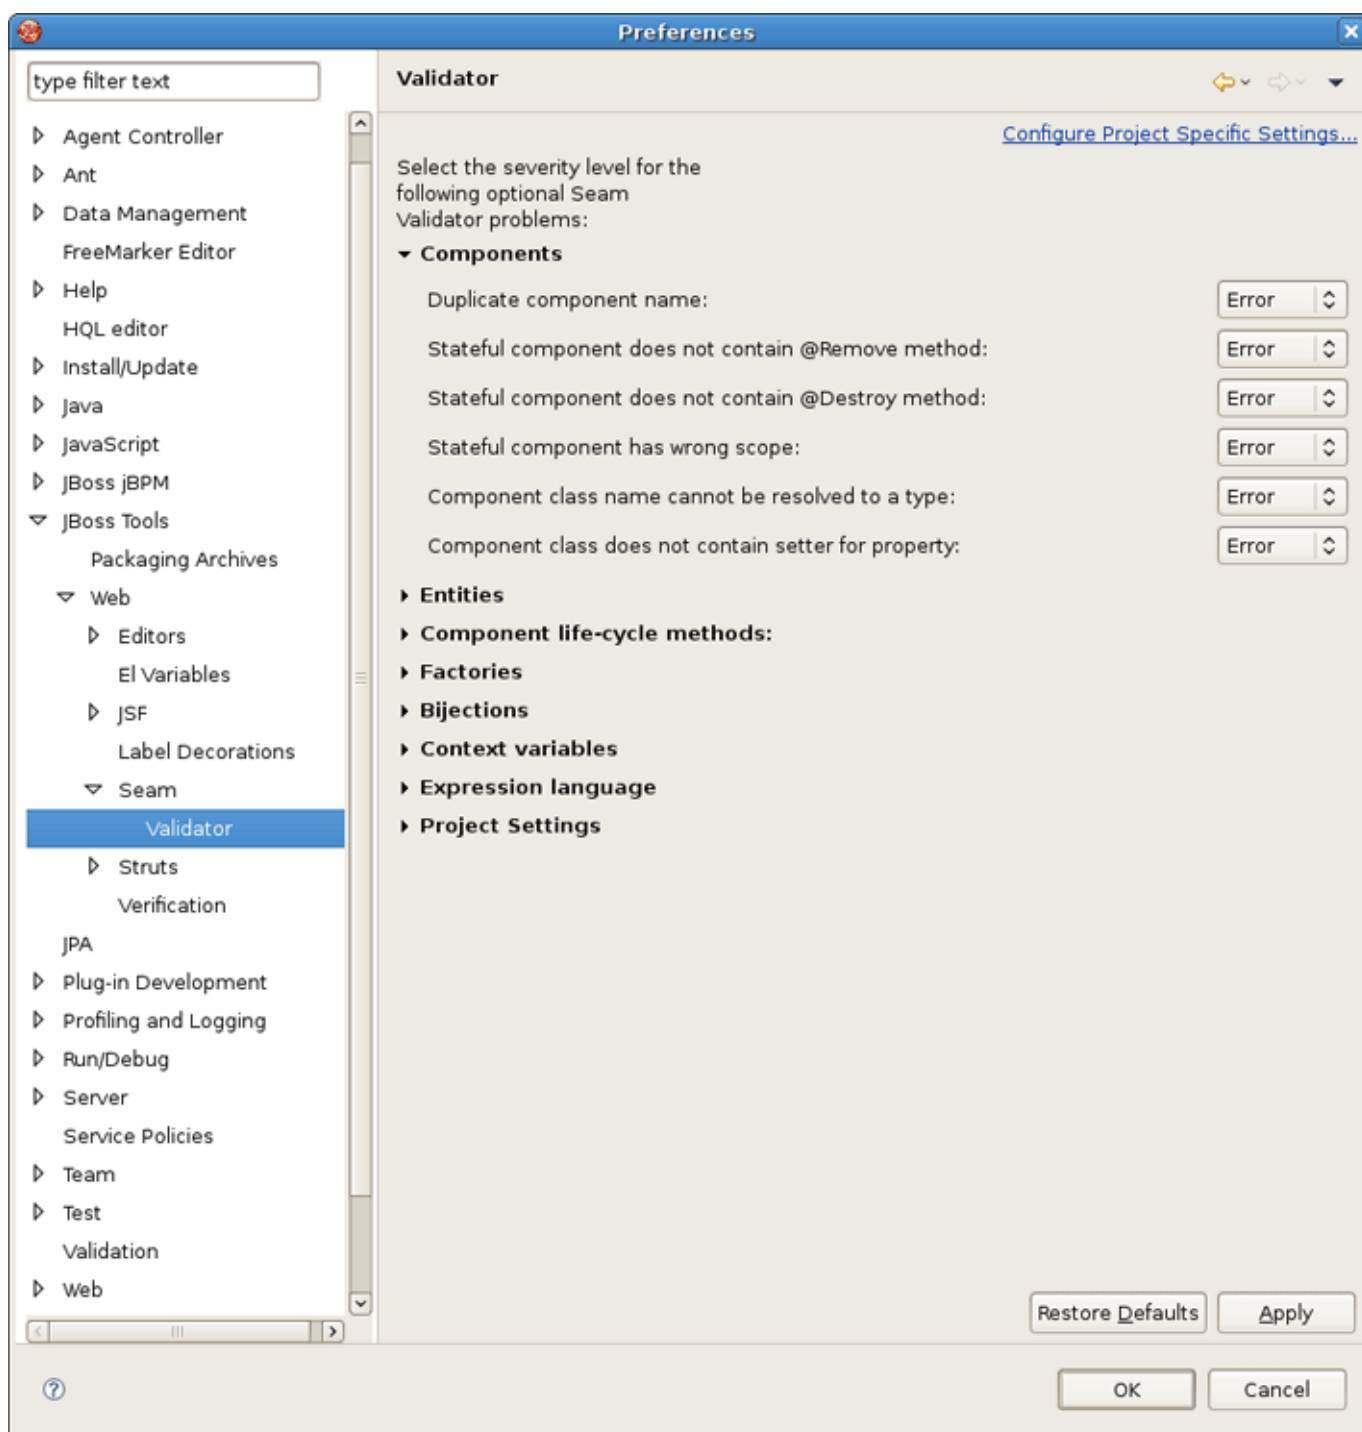 Preferences
type filter text
Agent Controller
Ant
Data Management
FreeMarker Editor
Help
HQL editor
Install/Update
Java
JavaScript
JBoss jBPM
JBoss Tools
Packaging Archives
Web
Editors
El Variables
JSF
Label Decorations
Seam
Validator
Struts
Verification
JPA
Plug-in Development
Profiling and Logging
Run/Debug
Server
Service Policies
Team
Test
Validation
Web
Validator
Configure Project Specific Settings...
Select the severity level for the
following optional Seam
Validator problems:
Components
Duplicate component name: Error
Stateful component does not contain @Remove method: Error
Stateful component does not contain @Destroy method: Error
Stateful component has wrong scope: Error
Component class name cannot be resolved to a type: Error
Component class does not contain setter for property: Error
Entities
Component life-cycle methods:
Factories
Bijections
Context variables
Expression language
Project Settings
Restore Defaults Apply
OK Cancel